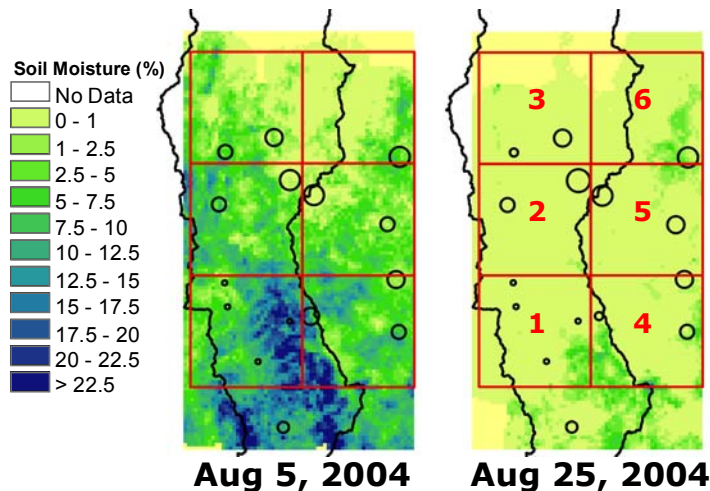 Soil Moisture (%)
No Data
0 - 1
1 - 2.5
2.5 - 5
5 - 7.5
7.5 - 10
10 - 12.5
12.5 - 15
15 - 17.5
17.5 - 20
20 - 22.5
> 22.5
3 6
2 5
1 4
Aug 5, 2004
Aug 25, 2004